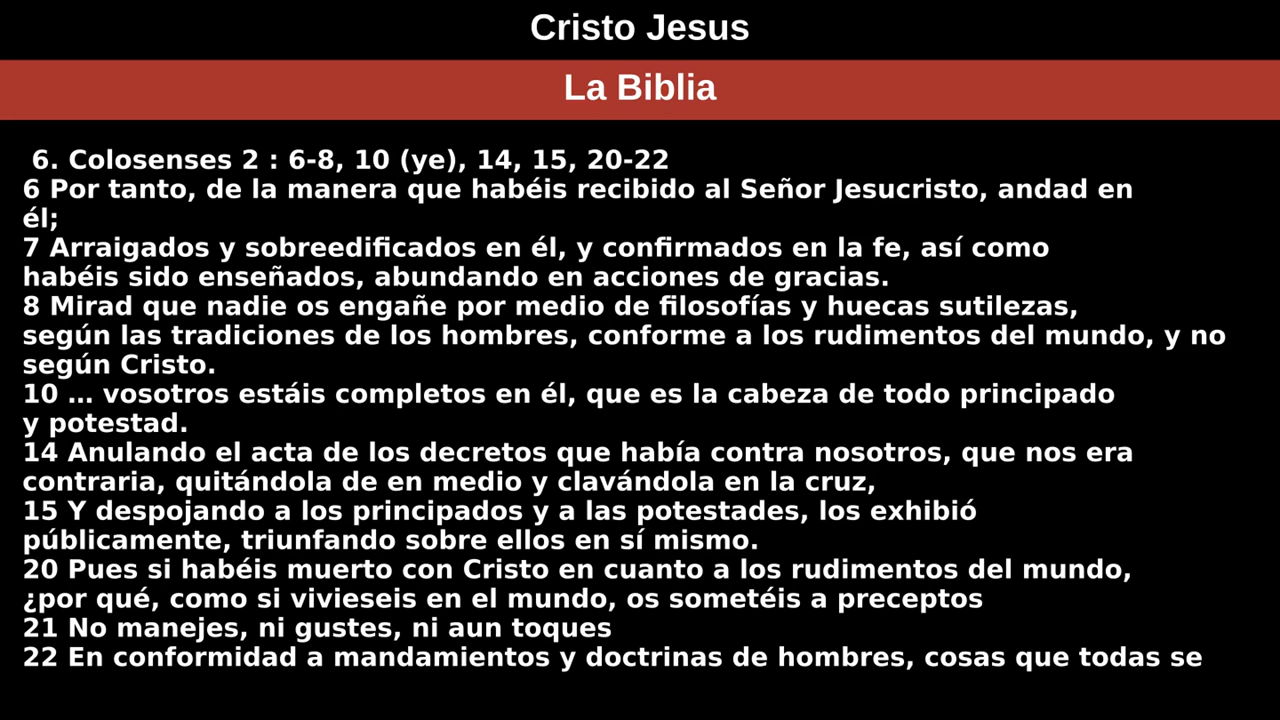 Cristo Jesus
La Biblia
6. Colosenses 2 : 6-8, 10 (ye), 14, 15, 20-22
6 Por tanto, de la manera que habéis recibido al Señor Jesucristo, andad en
él;
7 Arraigados y sobreedificados en él, y confirmados en la fe, así como
habéis sido enseñados, abundando en acciones de gracias.
8 Mirad que nadie os engañe por medio de filosofías y huecas sutilezas,
según las tradiciones de los hombres, conforme a los rudimentos del mundo, y no
según Cristo.
10 … vosotros estáis completos en él, que es la cabeza de todo principado
y potestad.
14 Anulando el acta de los decretos que había contra nosotros, que nos era
contraria, quitándola de en medio y clavándola en la cruz,
15 Y despojando a los principados y a las potestades, los exhibió
públicamente, triunfando sobre ellos en sí mismo.
20 Pues si habéis muerto con Cristo en cuanto a los rudimentos del mundo,
¿por qué, como si vivieseis en el mundo, os sometéis a preceptos
21 No manejes, ni gustes, ni aun toques
22 En conformidad a mandamientos y doctrinas de hombres, cosas que todas se